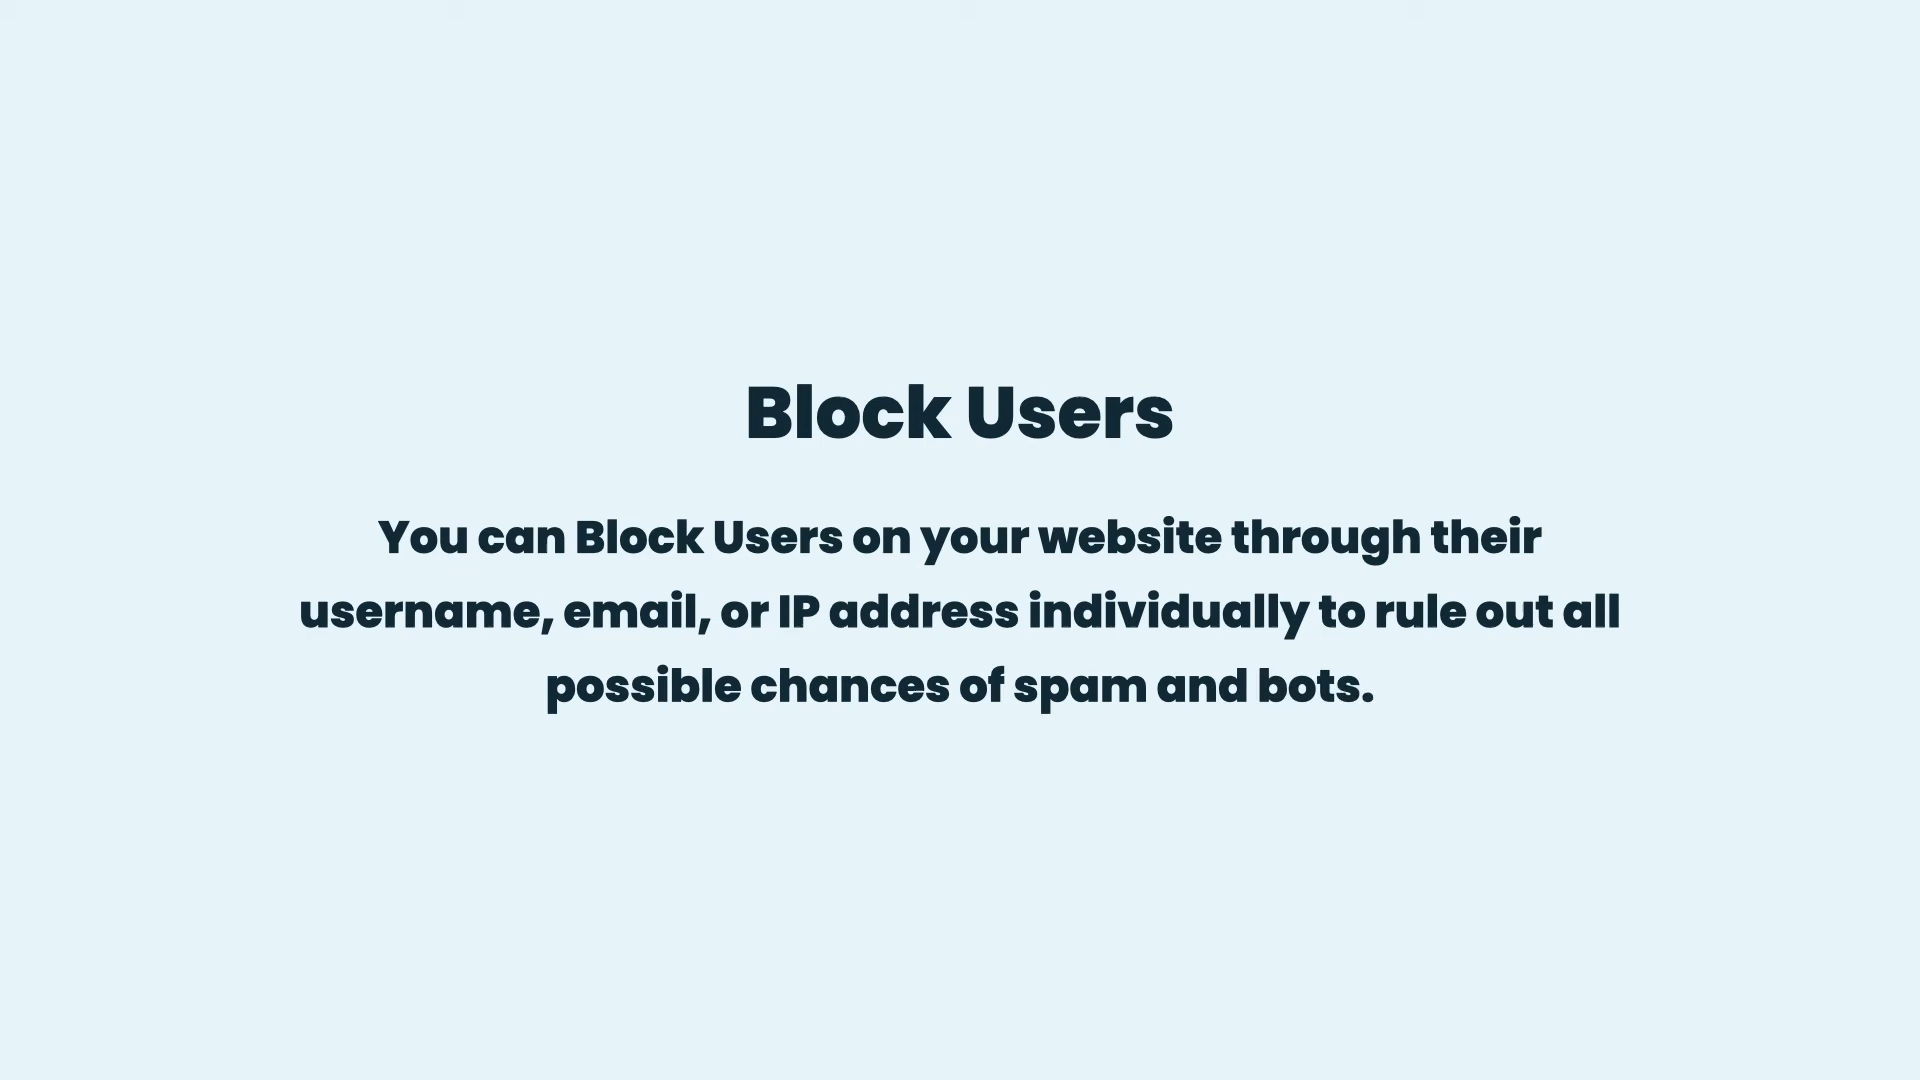 Block Users
You can Block Users on your website through their
username, email, or IP address individually to rule out all
possible chances of spam and bots.